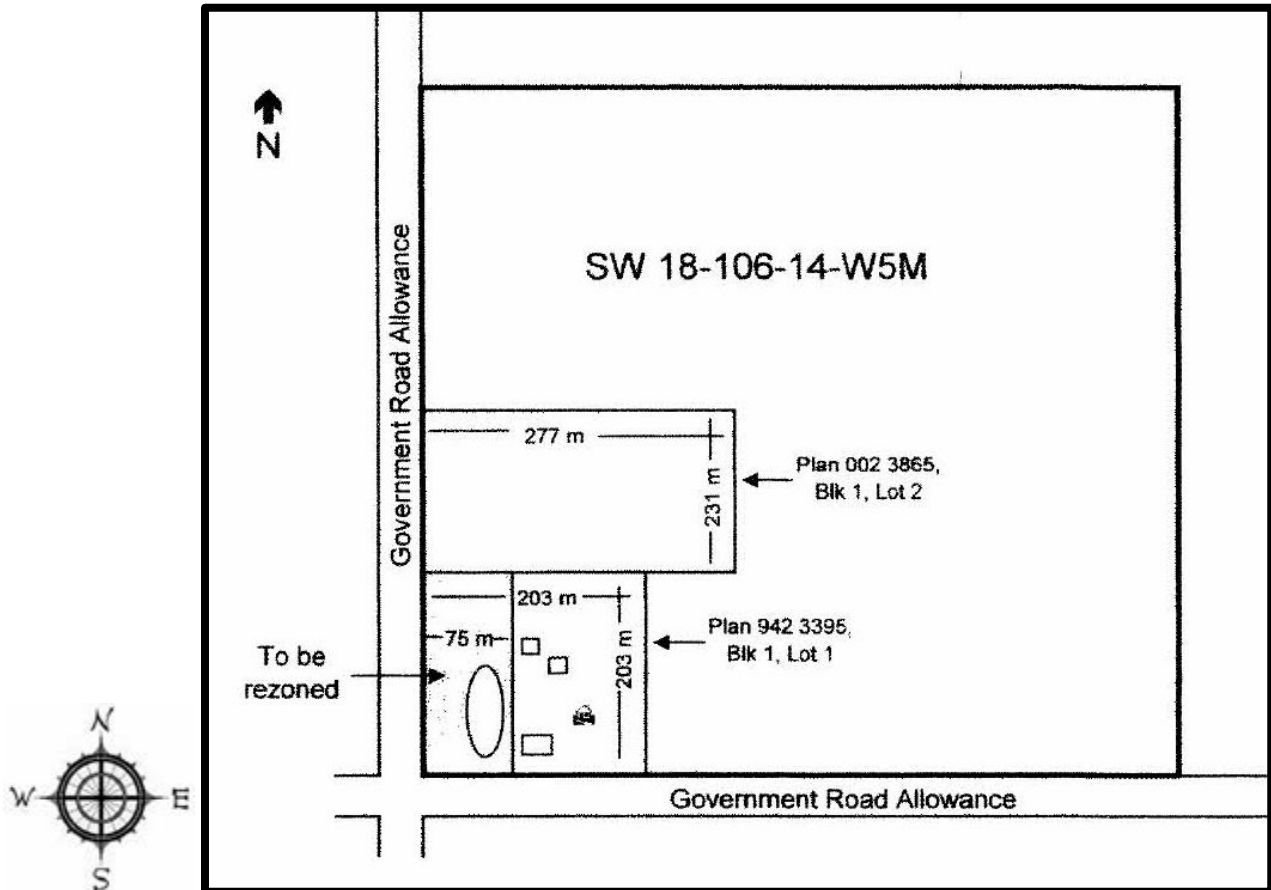 N
SW 18-106-14-W5M
Government Road Allowance
277 m
231 m
Plan 002 3865,
Blk 1, Lot 2
203 m
75 m
203 m
Plan 942 3395,
Blk 1, Lot 1
To be
rezoned
Government Road Allowance
N
W
E
S